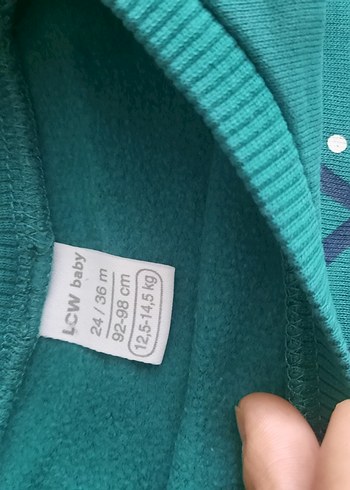 LCW baby
24 / 36 m
92-98 cm
12,5-14,5 kg